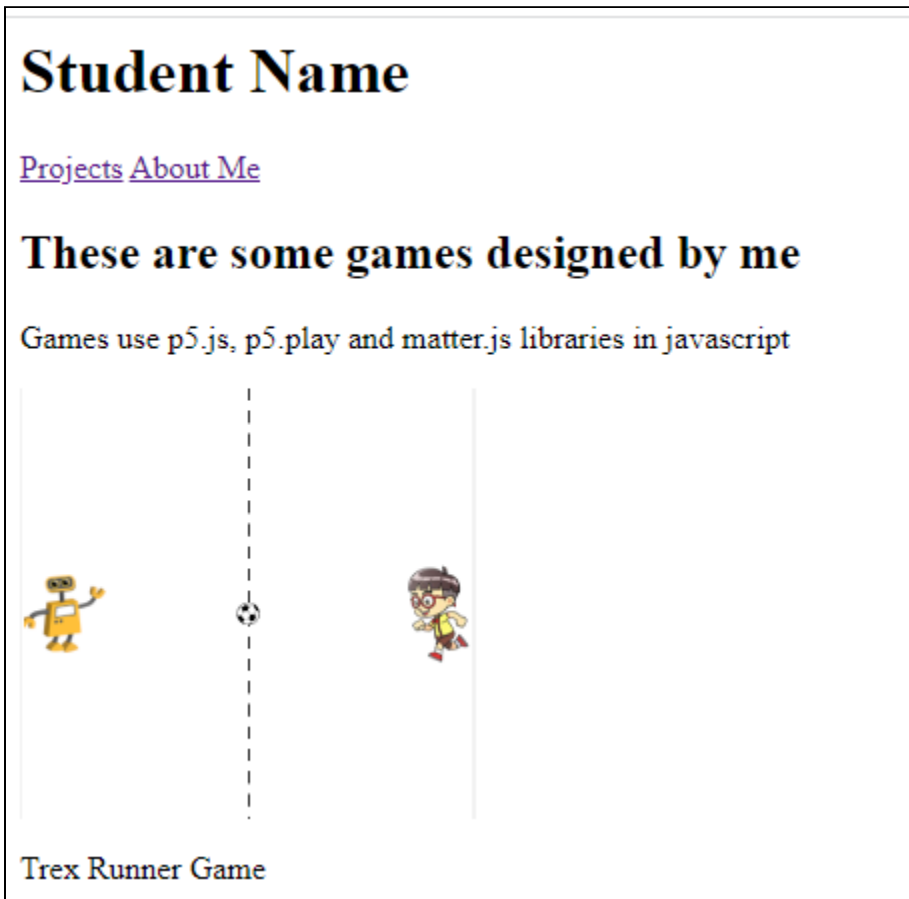 Student Name
Projects About Me
These are some games designed by me
Games use p5.js, p5.play and matter.js libraries in javascript
Trex Runner Game